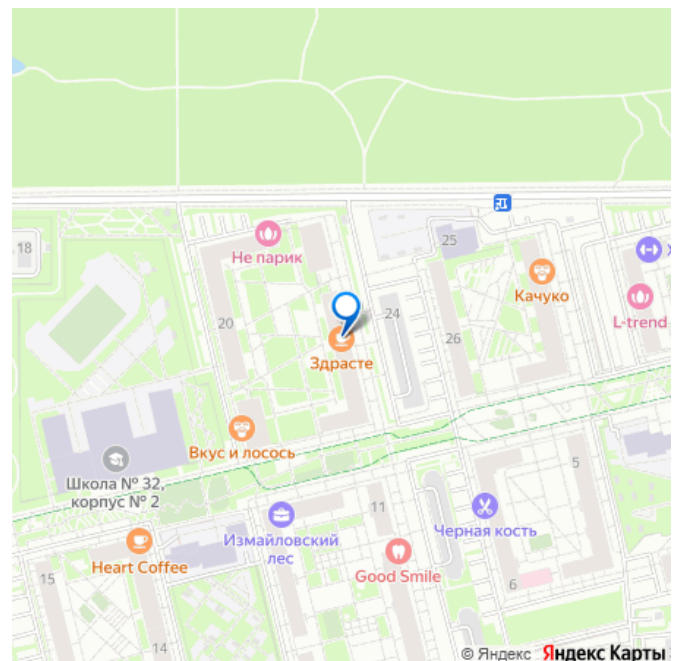 18
Не парик
25
Качуко
L-trend
20
24
26
Здрасте
Вкус и лосось
Школа № 32,
корпус № 2
5
11
Измайловский
лес
Черная кость
Heart Coffee
Good Smile
15
6
14
© Яндекс Яндекс Карты